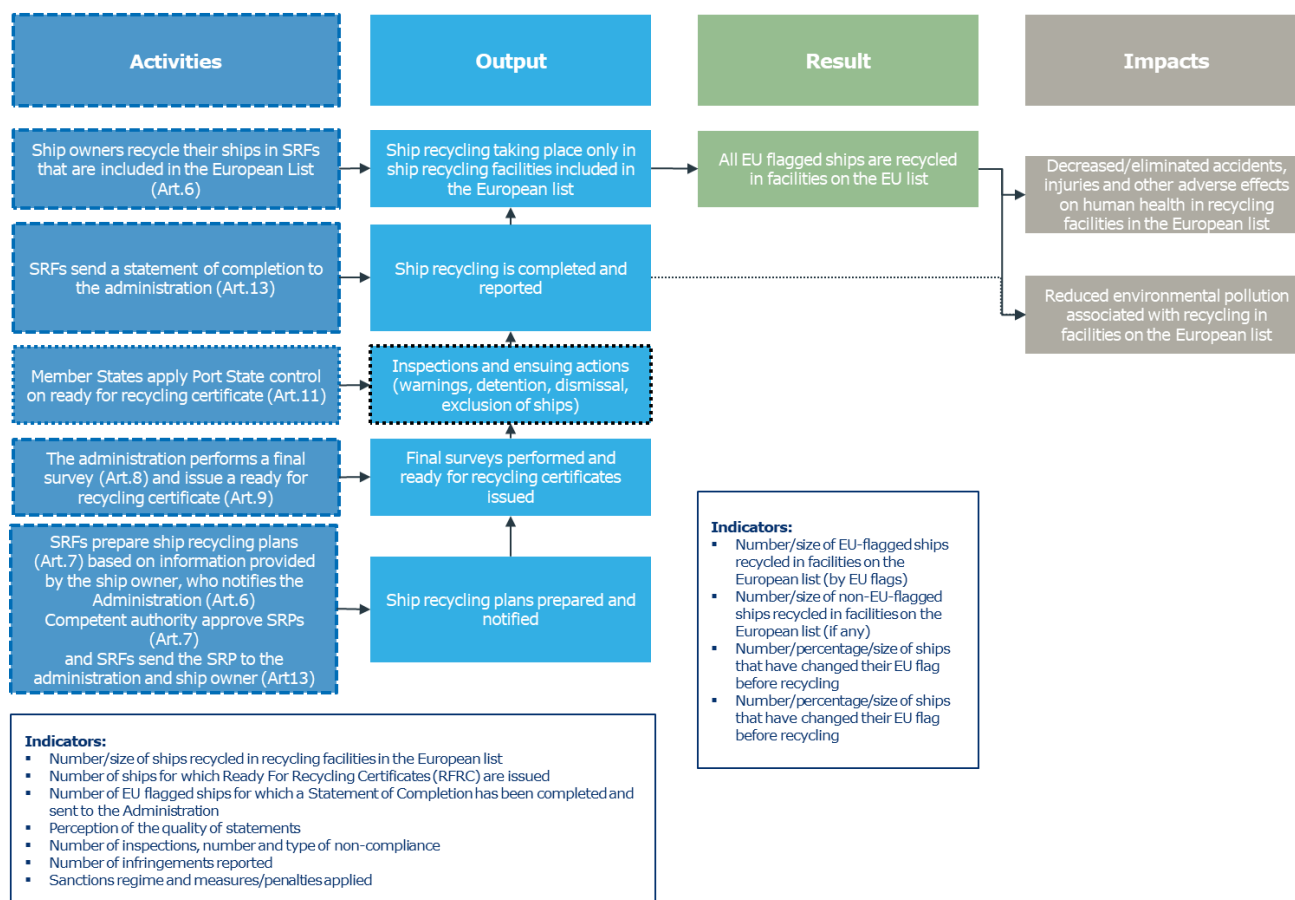 Activities
Output
Result
Impacts
Ship owners recycle their ships in SRFs
that are included in the European List
(Art.6)
Ship recycling taking place only in
ship recycling facilities included in
the European list
All EU flagged ships are recycled
in facilities on the EU list
Decreased/eliminated accidents,
injuries and other adverse effects
on human health in recycling
facilities in the European list
SRFs send a statement of completion to
the administration (Art.13)
Ship recycling is completed and
reported
Reduced environmental pollution
associated with recycling in
facilities on the European list
Member States apply Port State control
on ready for recycling certificate (Art.11)
Inspections and ensuing actions
(warnings, detention, dismissal,
exclusion of ships)
The administration performs a final
survey (Art.8) and issue a ready for
recycling certificate (Art.9)
Final surveys performed and
ready for recycling certificates
issued
SRFs prepare ship recycling plans
(Art.7) based on information provided
by the ship owner, who notifies the
Administration (Art.6)
Competent authority approve SRPs
(Art.7)
and SRFs send the SRP to the
administration and ship owner (Art13)
Ship recycling plans prepared and
notified
Indicators:
▪ Number/size of EU-flagged ships
recycled in facilities on the
European list (by EU flags)
▪ Number/size of non-EU-flagged
ships recycled in facilities on the
European list (if any)
▪ Number/percentage/size of ships
that have changed their EU flag
before recycling
▪ Number/percentage/size of ships
that have changed their EU flag
before recycling
Indicators:
▪ Number/size of ships recycled in recycling facilities in the European list
▪ Number of ships for which Ready For Recycling Certificates (RFRC) are issued
▪ Number of EU flagged ships for which a Statement of Completion has been completed and
sent to the Administration
▪ Perception of the quality of statements
▪ Number of inspections, number and type of non-compliance
▪ Number of infringements reported
▪ Sanctions regime and measures/penalties applied